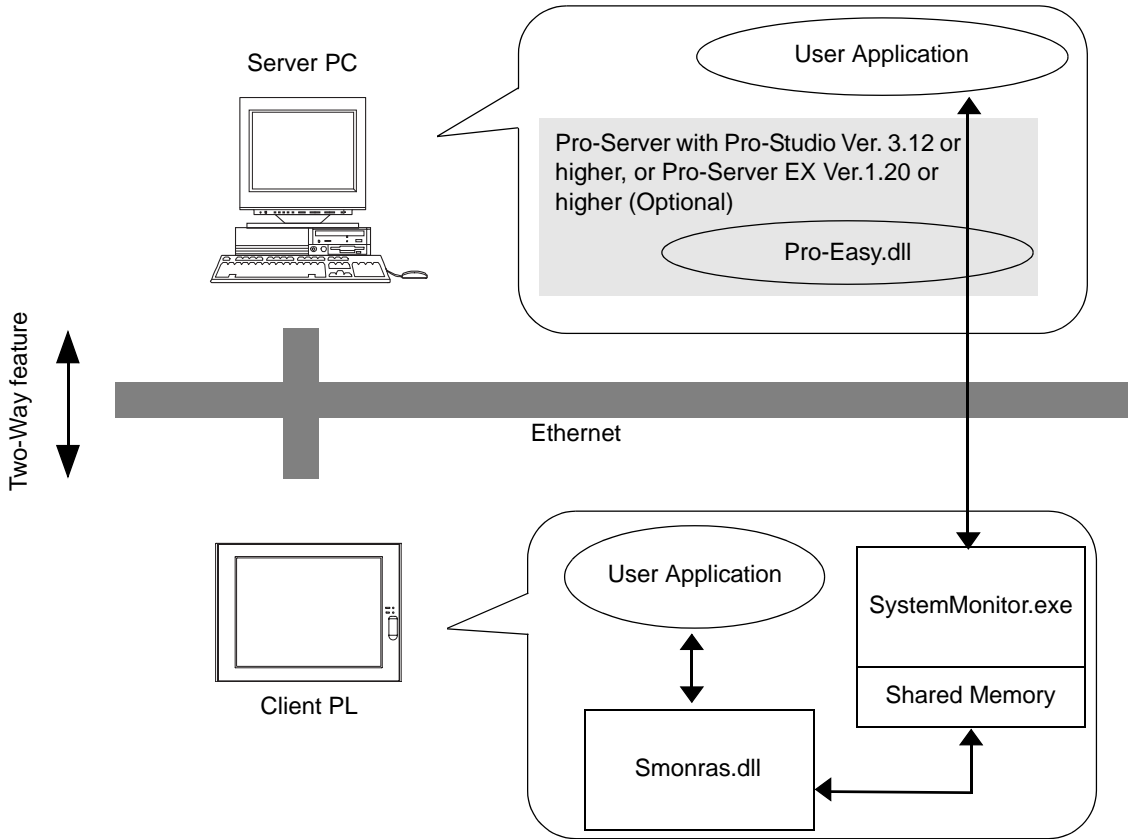 Server PC
User Application
Pro-Server with Pro-Studio Ver. 3.12 or
higher, or Pro-Server EX Ver.1.20 or
higher (Optional)
Pro-Easy.dll
Two-Way feature
Ethernet
User Application
SystemMonitor.exe
Shared Memory
Client PL
Smonras.dll